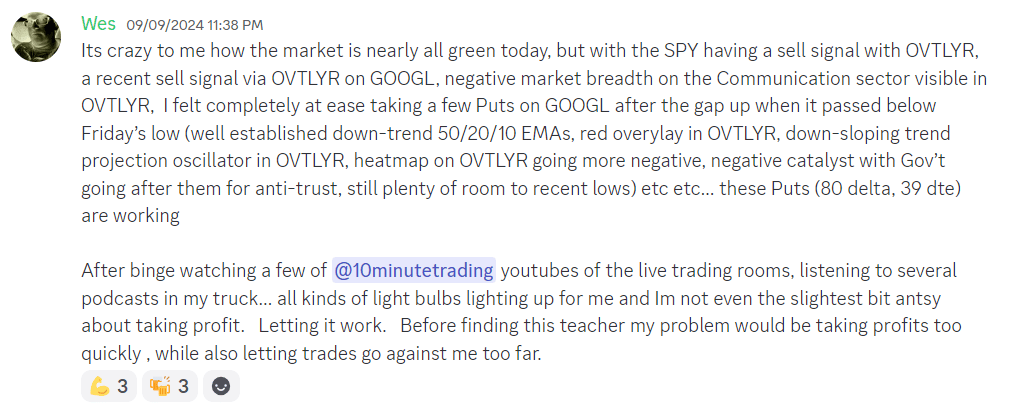 Wes 09/09/2024 11:38 PM
Its crazy to me how the market is nearly all green today, but with the SPY having a sell signal with OVTLYR,
a recent sell signal via OVTLYR on GOOGL, negative market breadth on the Communication sector visible in
OVTLYR, I felt completely at ease taking a few Puts on GOOGL after the gap up when it passed below
Friday's low (well established down-trend 50/20/10 EMAs, red overylay in OVTLYR, down-sloping trend
projection oscillator in OVTLYR, heatmap on OVTLYR going more negative, negative catalyst with Gov't
going after them for anti-trust, still plenty of room to recent lows) etc etc... these Puts (80 delta, 39 dte)
are working
After binge watching a few of @10minutetrading youtubes of the live trading rooms, listening to several
podcasts in my truck... all kinds of light bulbs lighting up for me and Im not even the slightest bit antsy
about taking profit. Letting it work. Before finding this teacher my problem would be taking profits too
quickly , while also letting trades go against me too far.
3 3